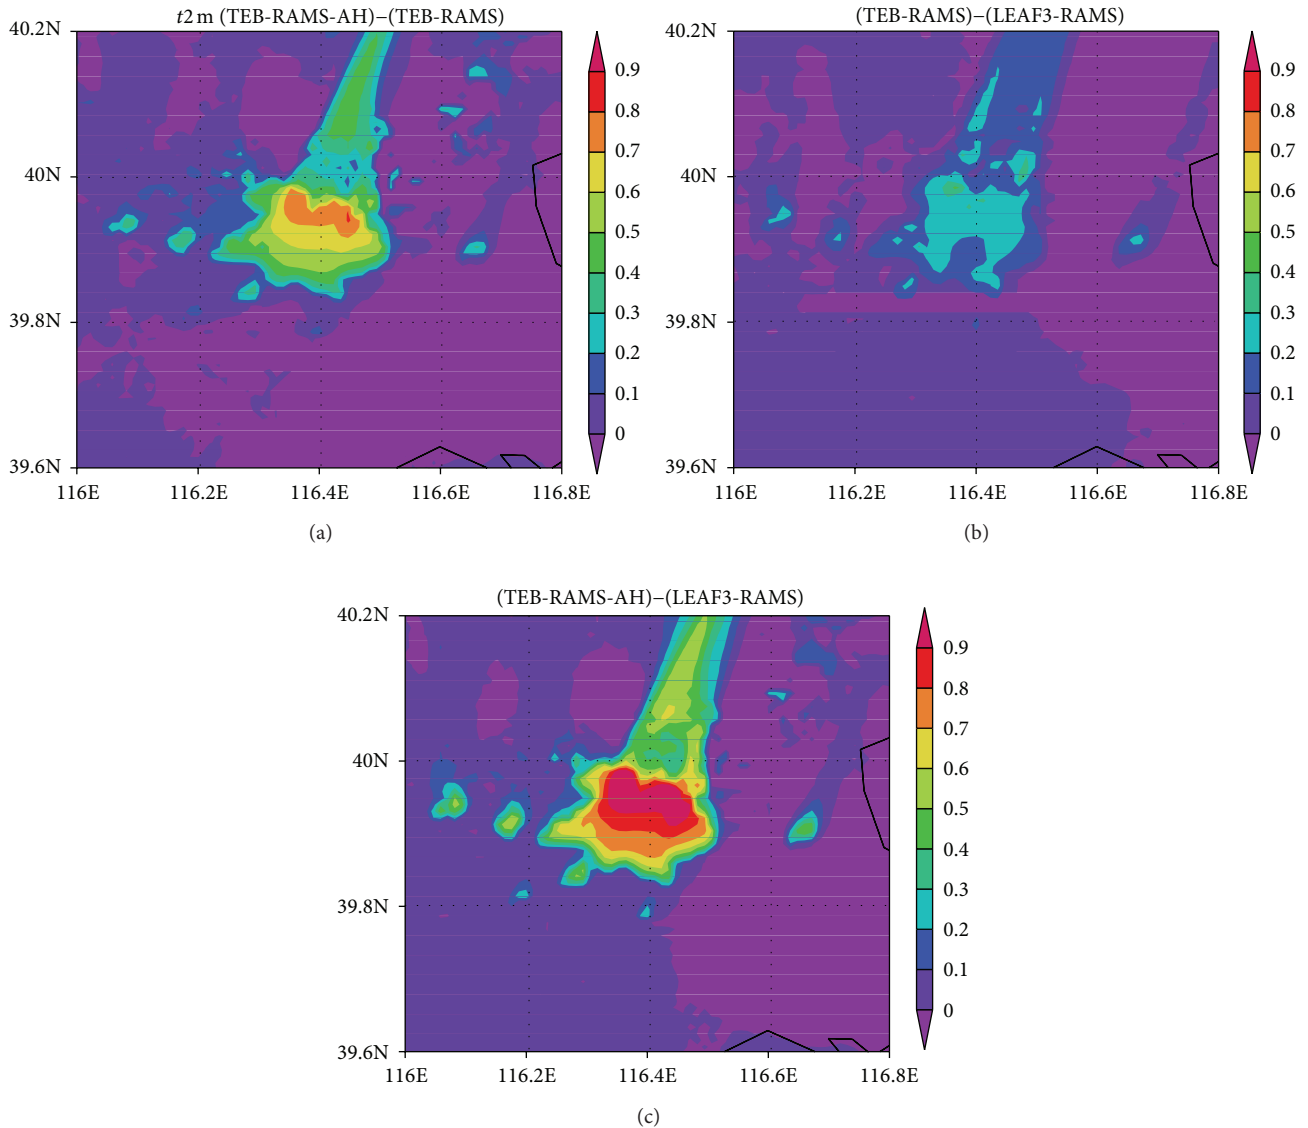 t2 m (TEB-RAMS-AH)−(TEB-RAMS)
40.2N
40N
39.8N
39.6N
116E 116.2E 116.4E 116.6E 116.8E
0.9
0.8
0.7
0.6
0.5
0.4
0.3
0.2
0.1
0
(a)
(TEB-RAMS)−(LEAF3-RAMS)
40.2N
40N
39.8N
39.6N
116E 116.2E 116.4E 116.6E 116.8E
0.9
0.8
0.7
0.6
0.5
0.4
0.3
0.2
0.1
0
(b)
(TEB-RAMS-AH)−(LEAF3-RAMS)
40.2N
40N
39.8N
39.6N
116E 116.2E 116.4E 116.6E 116.8E
0.9
0.8
0.7
0.6
0.5
0.4
0.3
0.2
0.1
0
(c)